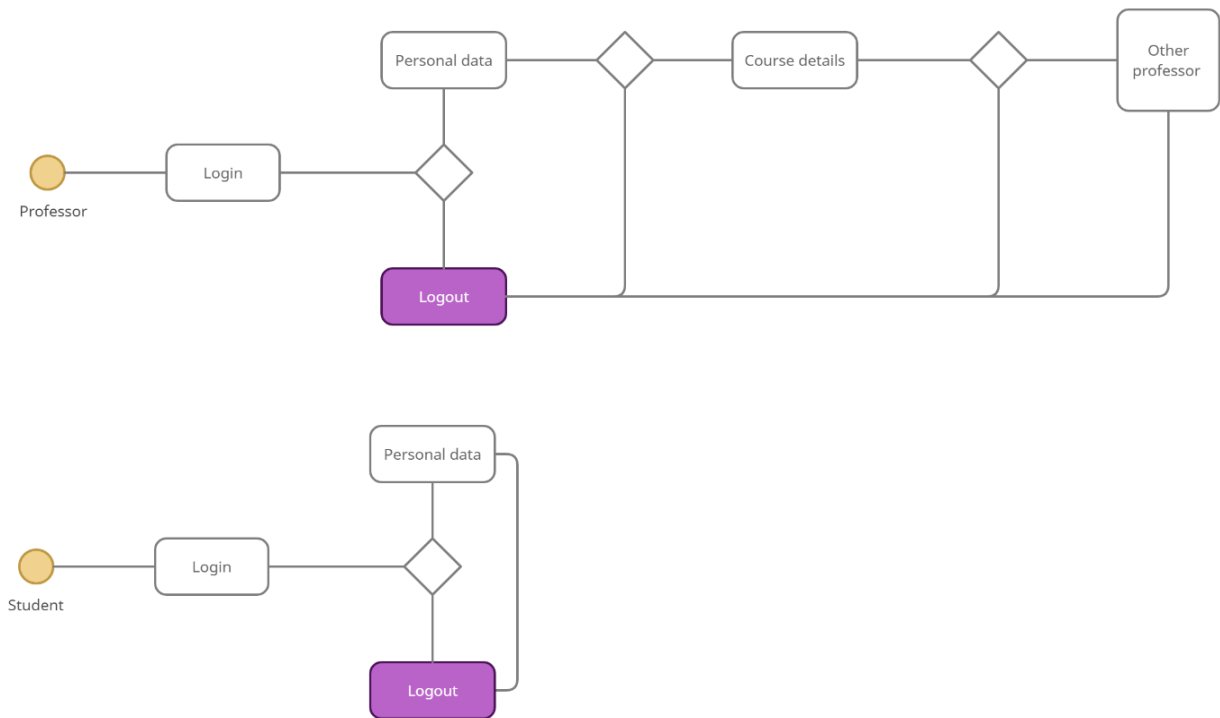 Personal data
Course details
Other
professor
Login
Professor
Logout
Personal data
Login
Student
Logout